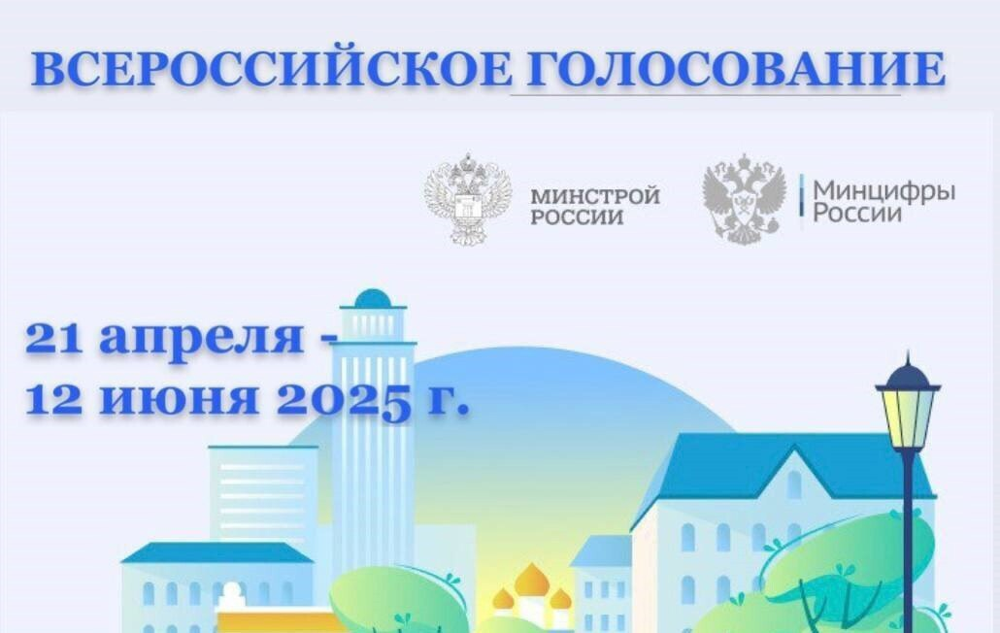 ВСЕРОССИЙСКОЕ ГОЛОСОВАНИЕ
МИНСТРОЙ
РОССИИ
Минцифры
России
21 апреля -
12 июня 2025 г.